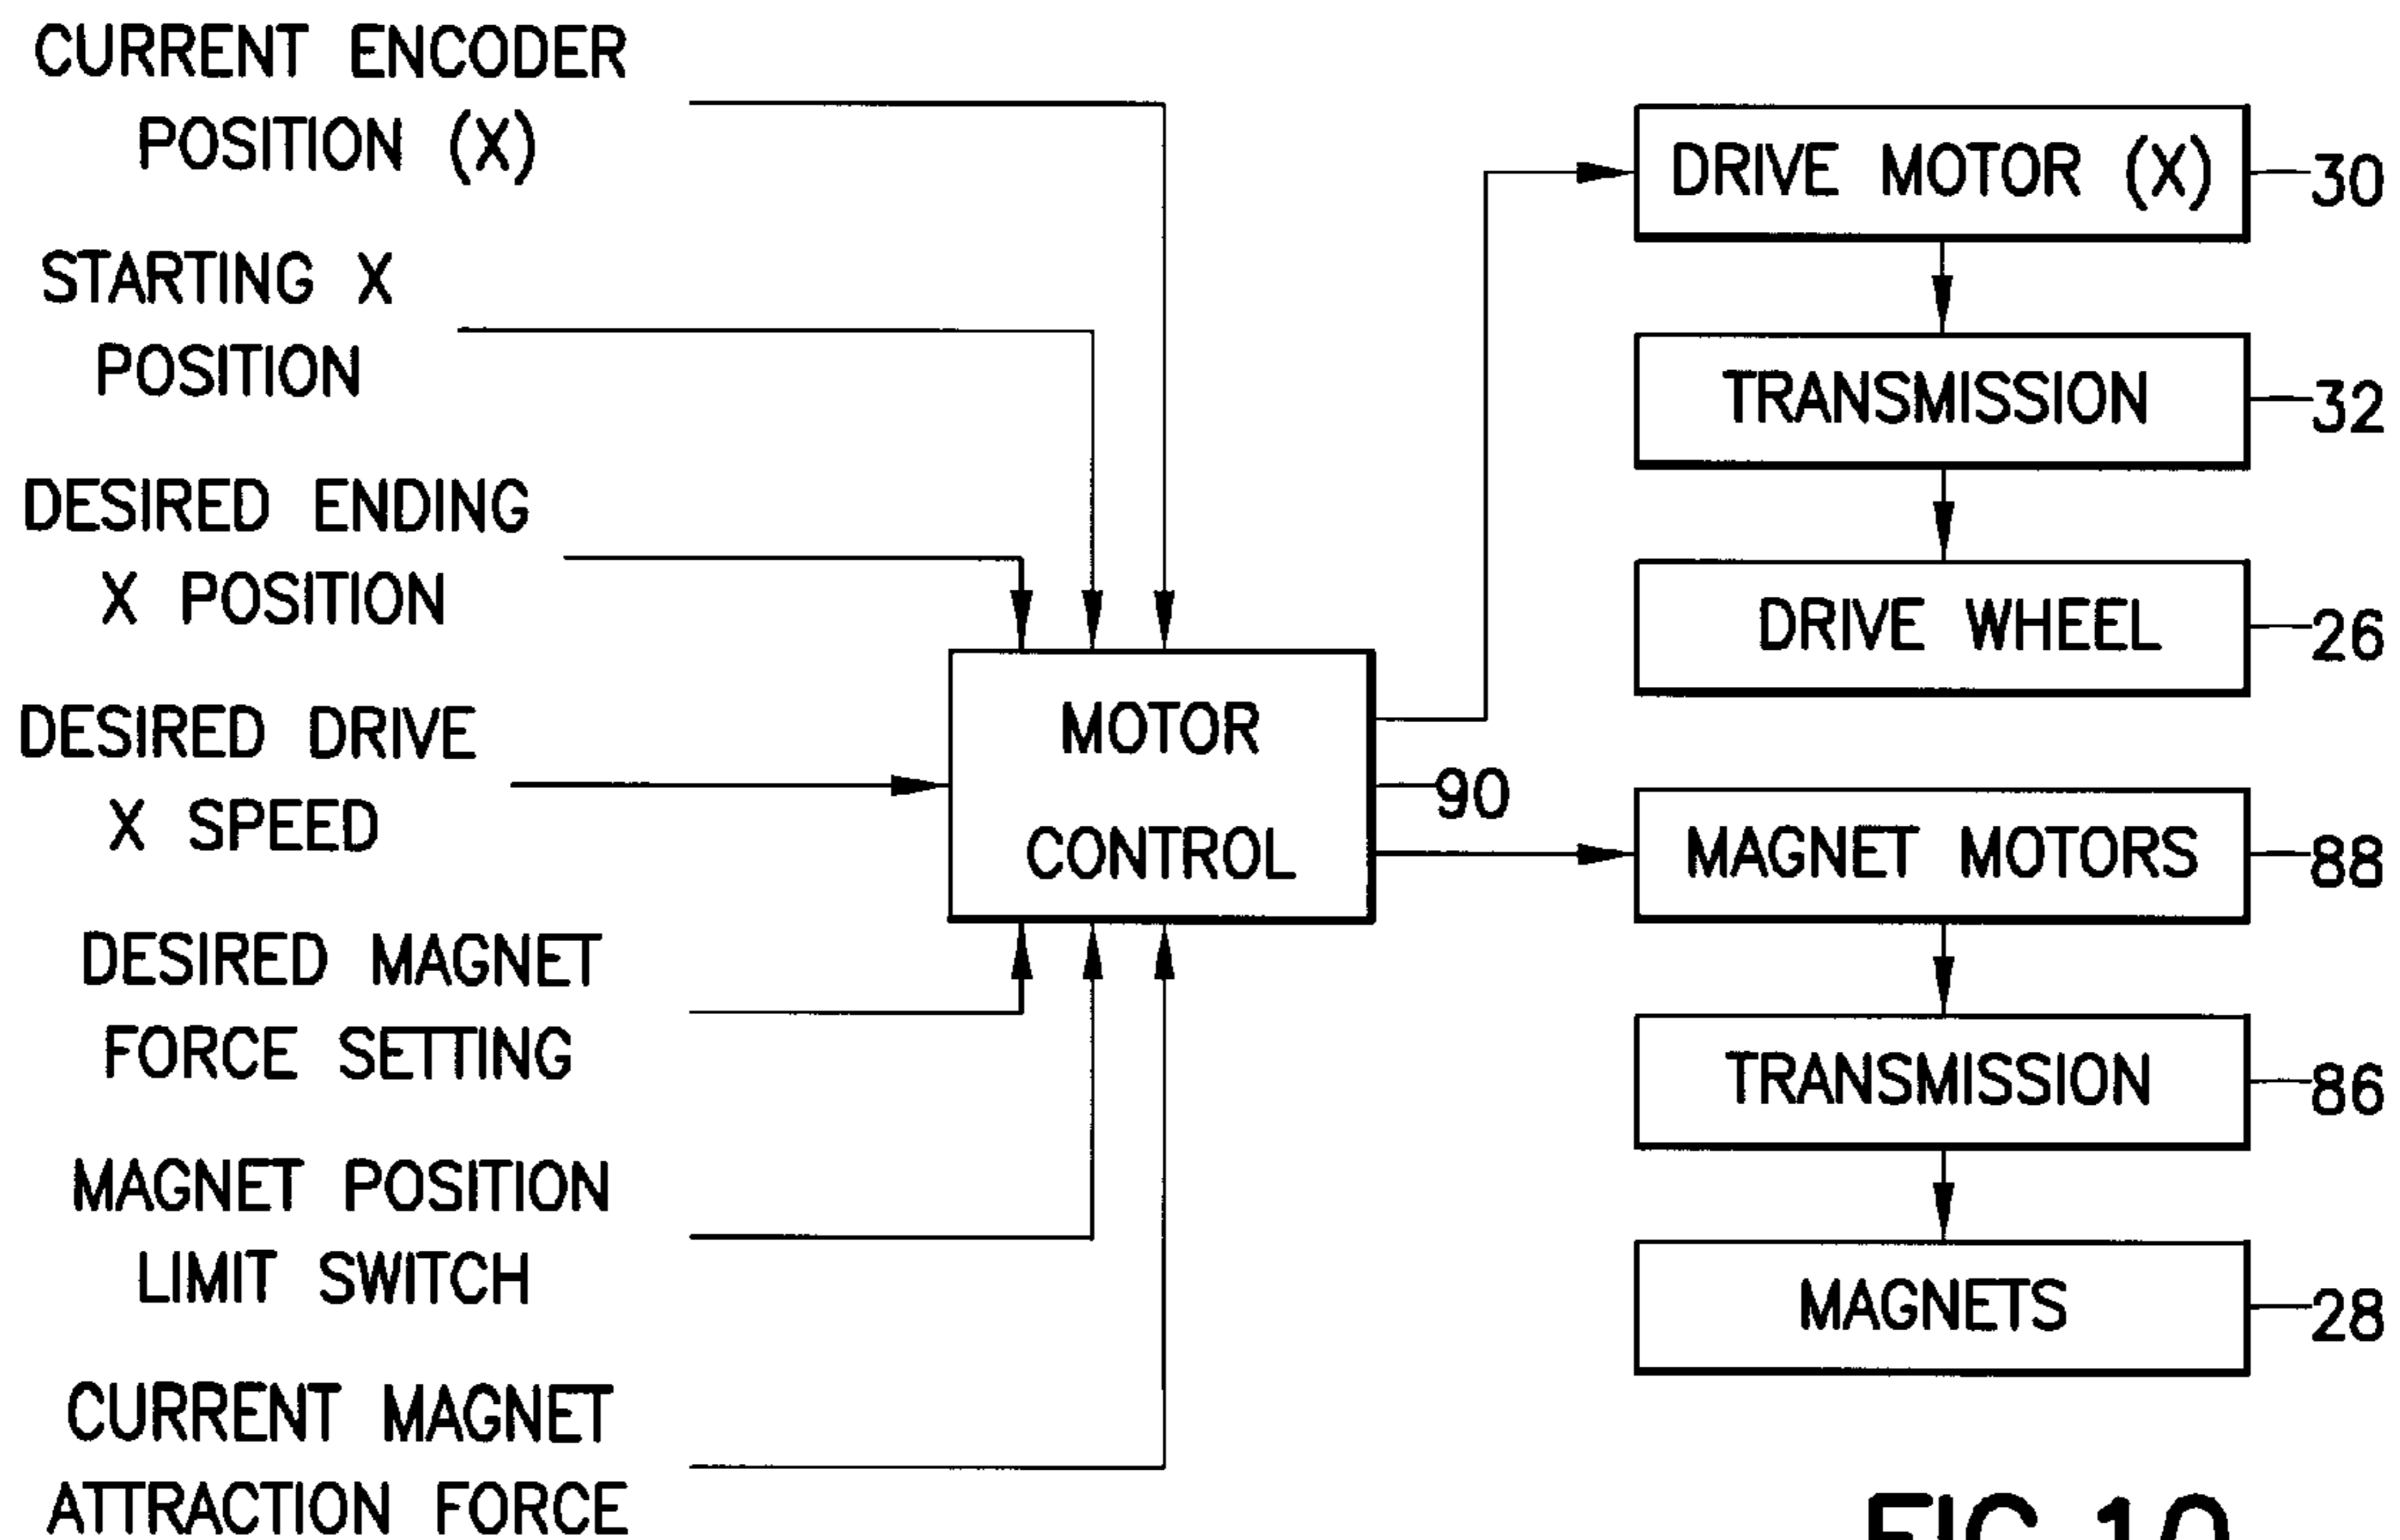 CURRENT ENCODER
POSITION (X)
STARTING X
POSITION
DESIRED ENDING
X POSITION
DESIRED DRIVE
X SPEED
DESIRED MAGNET
FORCE SETTING
MAGNET POSITION
LIMIT SWITCH
CURRENT MAGNET
ATTRACTION FORCE
MOTOR
CONTROL
90
DRIVE MOTOR (X)
30
TRANSMISSION
32
DRIVE WHEEL
26
MAGNET MOTORS
88
TRANSMISSION
86
MAGNETS
28
FIG.10